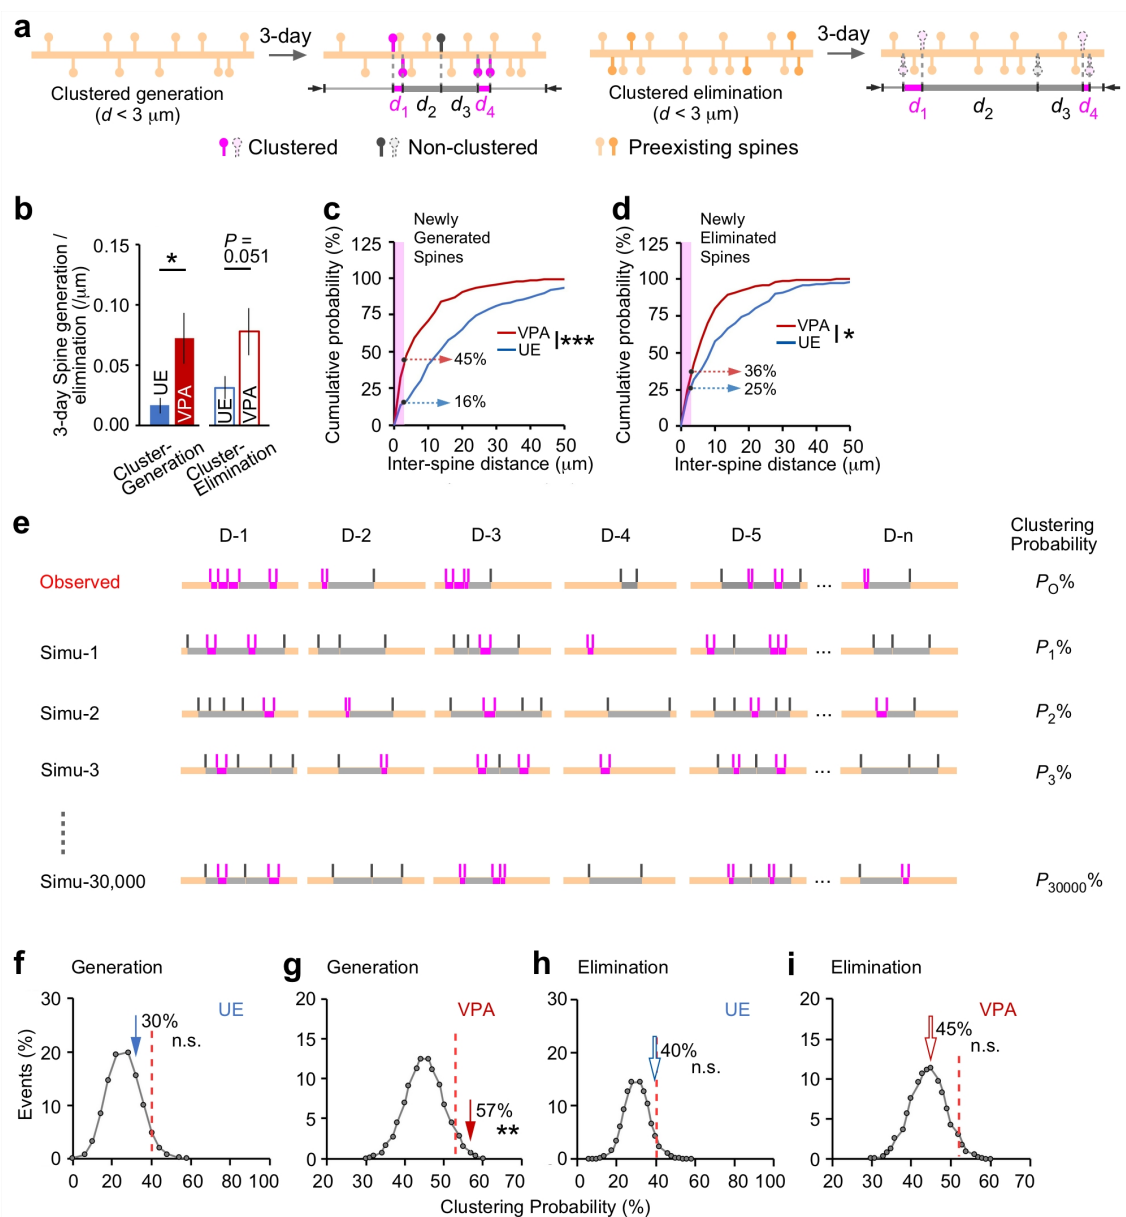 a
3-day
3-day
Clustered generation
(d < 3 μm)
d1 d2 d3 d4
Clustered elimination
(d < 3 μm)
d1 d2 d3 d4
Clustered
Non-clustered
Preexisting spines
b
3-day Spine generation /
elimination (/μm)
0.15
0.10
0.05
0.00
*
P =
0.051
UE
VPA
UE
VPA
Cluster-
Generation
Cluster-
Elimination
c
Newly
Generated
Spines
Cumulative probability (%)
125
100
75
50
25
0
VPA
UE
***
45%
16%
0 10 20 30 40 50
Inter-spine distance (μm)
d
Newly
Eliminated
Spines
Cumulative probability (%)
125
100
75
50
25
0
VPA
UE
*
36%
25%
0 10 20 30 40 50
Inter-spine distance (μm)
e
D-1 D-2 D-3 D-4 D-5 D-n
Clustering
Probability
Observed
... PO%
Simu-1
... P1%
Simu-2
... P2%
Simu-3
... P3%
Simu-30,000
... P30000%
f
Generation
UE
30%
n.s.
Events (%)
30
20
10
0
0 20 40 60 80 100
g
Generation
VPA
57%
**
20
15
10
5
0
20 30 40 50 60 70
h
Elimination
UE
40%
n.s.
30
20
10
0
0 20 40 60 80 100
i
Elimination
VPA
45%
n.s.
20
15
10
5
0
20 30 40 50 60 70
Clustering Probability (%)